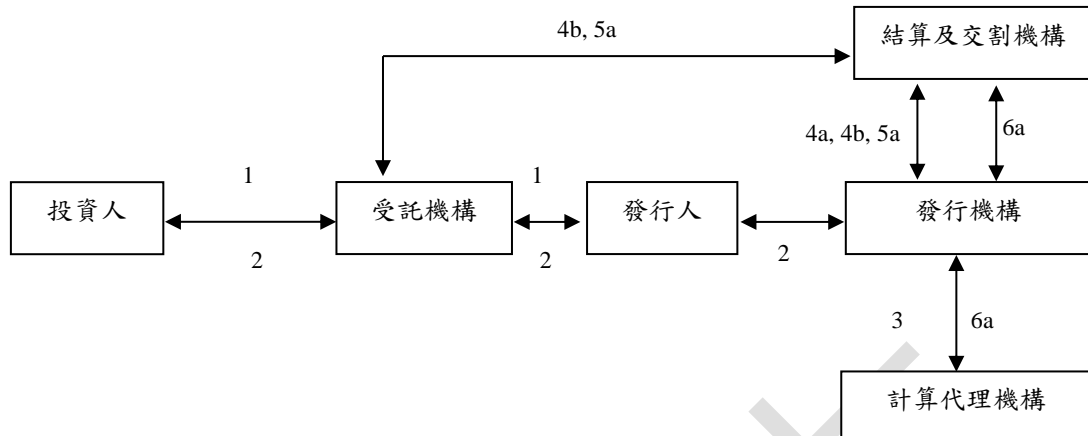 4b, 5a
結算及交割機構
4a, 4b, 5a
6a
1
1
投資人
受託機構
發行人
發行機構
2
2
2
3
6a
計算代理機構